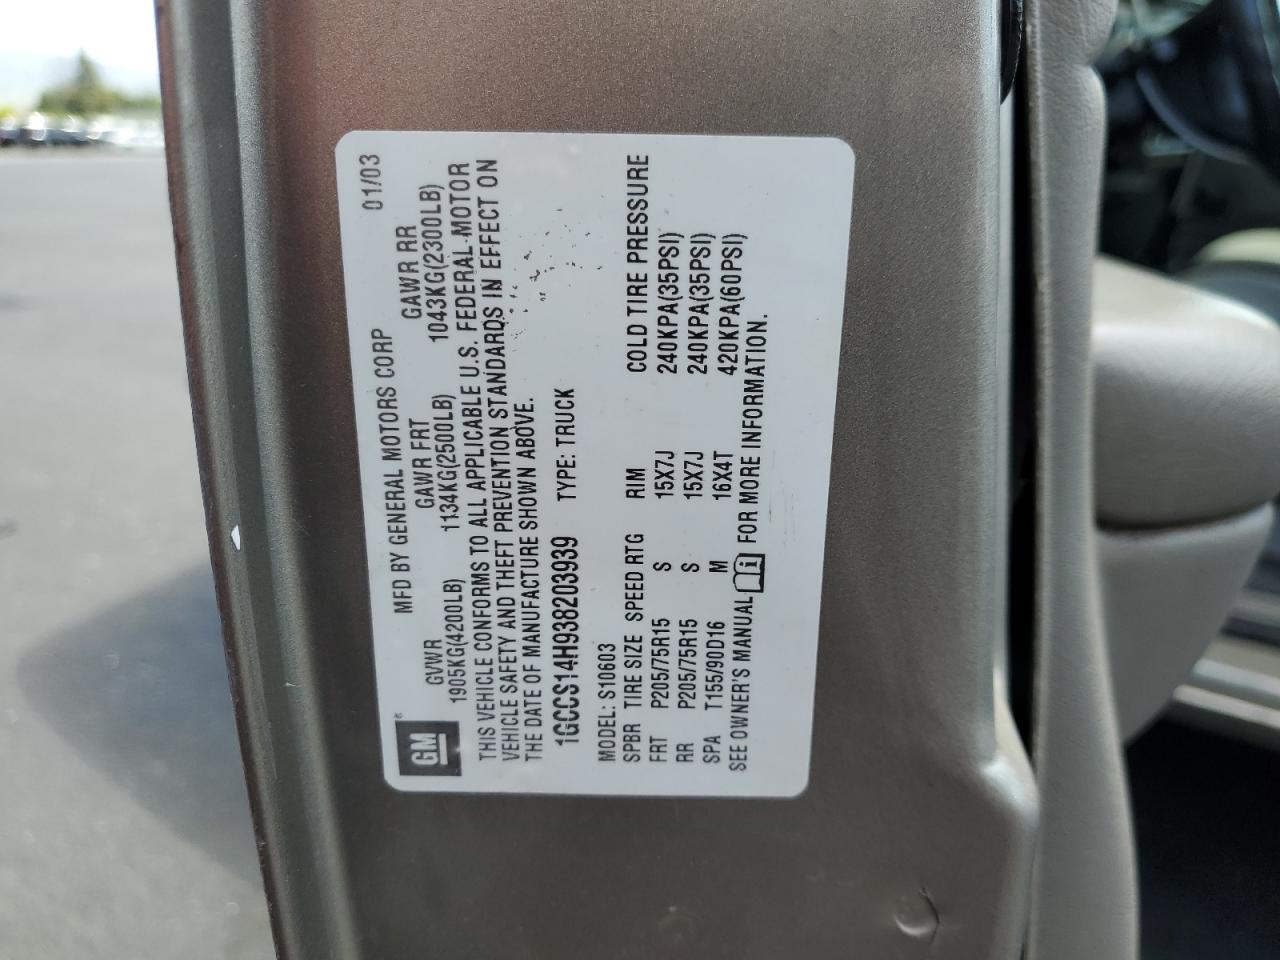 GM®
MFD BY GENERAL MOTORS CORP 01/03
GVWR GAWR FRT GAWR RR
1905KG(4200LB) 1134KG(2500LB) 1043KG(2300LB)
THIS VEHICLE CONFORMS TO ALL APPLICABLE U.S. FEDERAL MOTOR
VEHICLE SAFETY AND THEFT PREVENTION STANDARDS IN EFFECT ON
THE DATE OF MANUFACTURE SHOWN ABOVE.
1GCCS14H938203939 TYPE: TRUCK
MODEL: S10603
SPBR TIRE SIZE SPEED RTG RIM COLD TIRE PRESSURE
FRT P205/75R15 S 15X7J 240KPA(35PSI)
RR P205/75R15 S 15X7J 240KPA(35PSI)
SPA T155/90D16 M 16X4T 420KPA(60PSI)
SEE OWNER'S MANUAL FOR MORE INFORMATION.